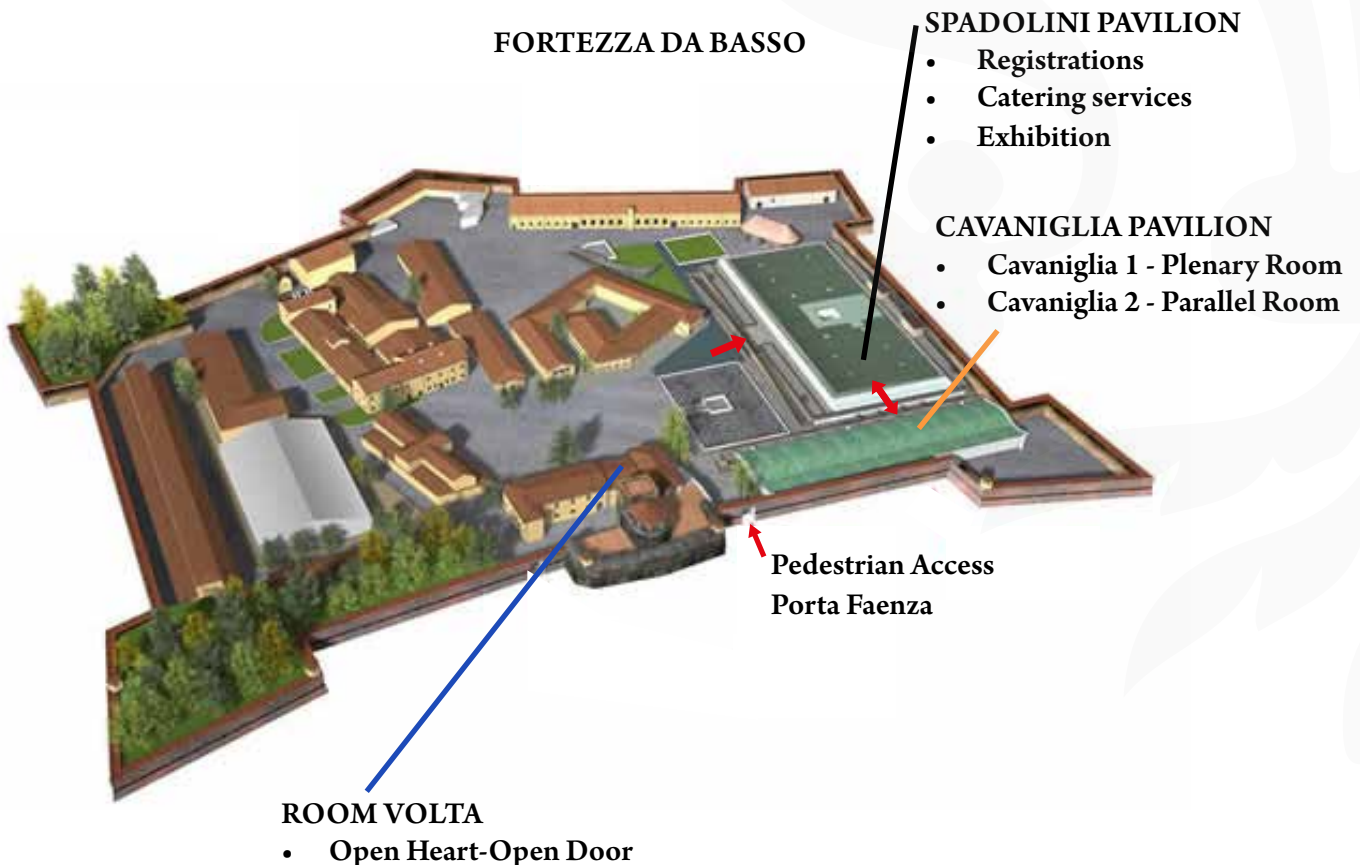 FORTEZZA DA BASSO
SPADOLINI PAVILION
• Registrations
• Catering services
• Exhibition
CAVANIGLIA PAVILION
• Cavaniglia 1 - Plenary Room
• Cavaniglia 2 - Parallel Room
Pedestrian Access
Porta Faenza
ROOM VOLTA
• Open Heart-Open Door